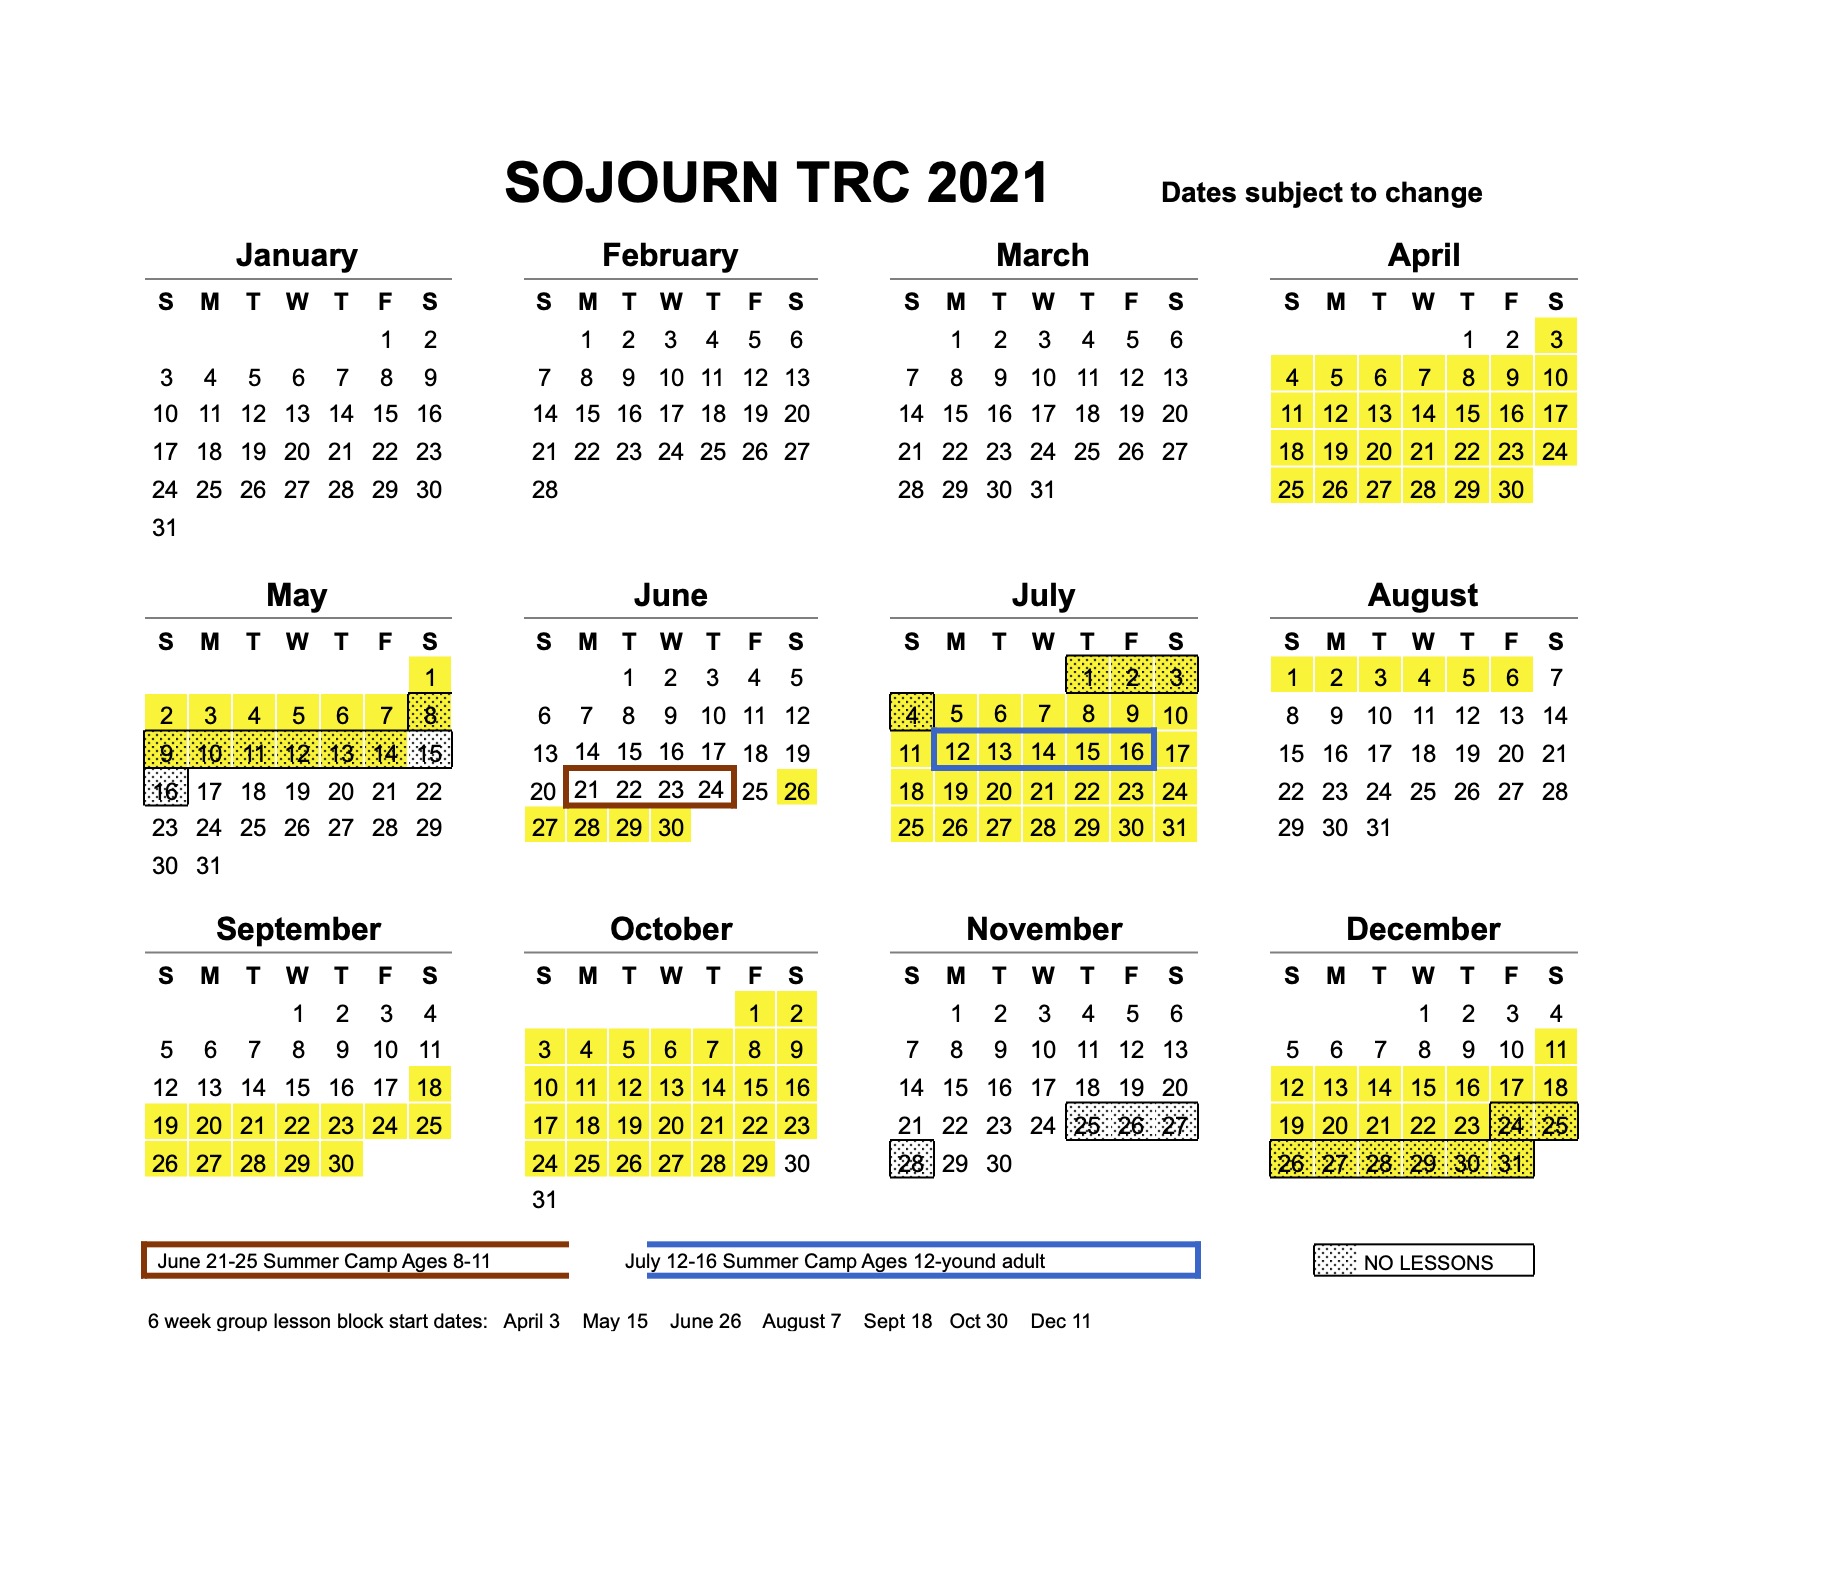 SOJOURN TRC 2021 Dates subject to change
January February March April
S M T W T F S S M T W T F S S M T W T F S S M T W T F S
1 2 1 2 3 4 5 6 1 2 3 4 5 6 1 2 3
3 4 5 6 7 8 9 7 8 9 10 11 12 13 7 8 9 10 11 12 13 4 5 6 7 8 9 10
10 11 12 13 14 15 16 14 15 16 17 18 19 20 14 15 16 17 18 19 20 11 12 13 14 15 16 17
17 18 19 20 21 22 23 21 22 23 24 25 26 27 21 22 23 24 25 26 27 18 19 20 21 22 23 24
24 25 26 27 28 29 30 28 28 29 30 31 25 26 27 28 29 30
31
May June July August
S M T W T F S S M T W T F S S M T W T F S S M T W T F S
1 1 2 3 4 5 1 2 3 1 2 3 4 5 6 7
2 3 4 5 6 7 8 6 7 8 9 10 11 12 4 5 6 7 8 9 10 8 9 10 11 12 13 14
9 10 11 12 13 14 15 13 14 15 16 17 18 19 11 12 13 14 15 16 17 15 16 17 18 19 20 21
16 17 18 19 20 21 22 20 21 22 23 24 25 26 18 19 20 21 22 23 24 22 23 24 25 26 27 28
23 24 25 26 27 28 29 27 28 29 30 25 26 27 28 29 30 31 29 30 31
30 31
September October November December
S M T W T F S S M T W T F S S M T W T F S S M T W T F S
1 2 3 4 1 2 1 2 3 4 5 6 1 2 3 4
5 6 7 8 9 10 11 3 4 5 6 7 8 9 7 8 9 10 11 12 13 5 6 7 8 9 10 11
12 13 14 15 16 17 18 10 11 12 13 14 15 16 14 15 16 17 18 19 20 12 13 14 15 16 17 18
19 20 21 22 23 24 25 17 18 19 20 21 22 23 21 22 23 24 25 26 27 19 20 21 22 23 24 25
26 27 28 29 30 24 25 26 27 28 29 30 28 29 30 26 27 28 29 30 31
31
June 21-25 Summer Camp Ages 8-11 July 12-16 Summer Camp Ages 12-yound adult NO LESSONS
6 week group lesson block start dates: April 3 May 15 June 26 August 7 Sept 18 Oct 30 Dec 11